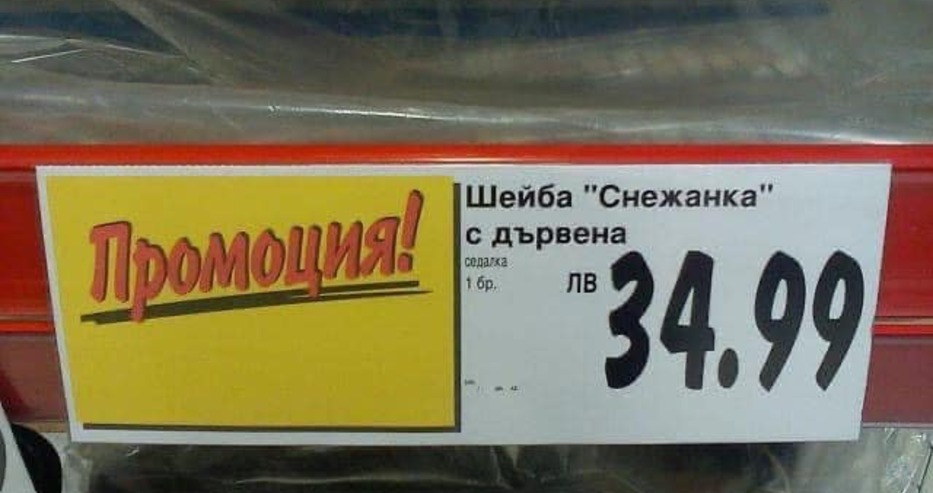 Промоция!
Шейба "Снежанка"
с дървена
седалка
1 бр.
ЛВ 34.99